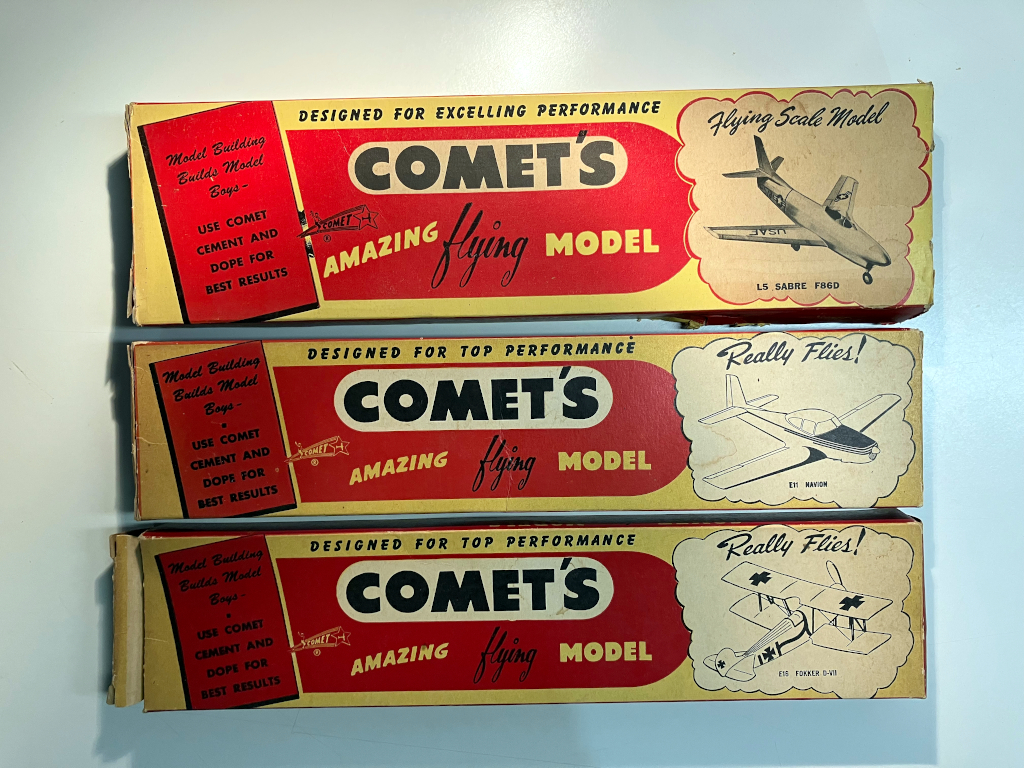 DESIGNED FOR EXCELLING PERFORMANCE
Model Building
Builds Model
Boys-
USE COMET
CEMENT AND
DOPE FOR
BEST RESULTS
COMET'S
COMET
®
AMAZING flying MODEL
Flying Scale Model
USAF
L5 SABRE F86D
DESIGNED FOR TOP PERFORMANCE
Model Building
Builds Model
Boys-
USE COMET
CEMENT AND
DOPE FOR
BEST RESULTS
COMET'S
COMET
®
AMAZING flying MODEL
Really Flies!
E11 NAVION
DESIGNED FOR TOP PERFORMANCE
Model Building
Builds Model
Boys-
USE COMET
CEMENT AND
DOPE FOR
BEST RESULTS
COMET'S
COMET
®
AMAZING flying MODEL
Really Flies!
E16 FOKKER D-VII